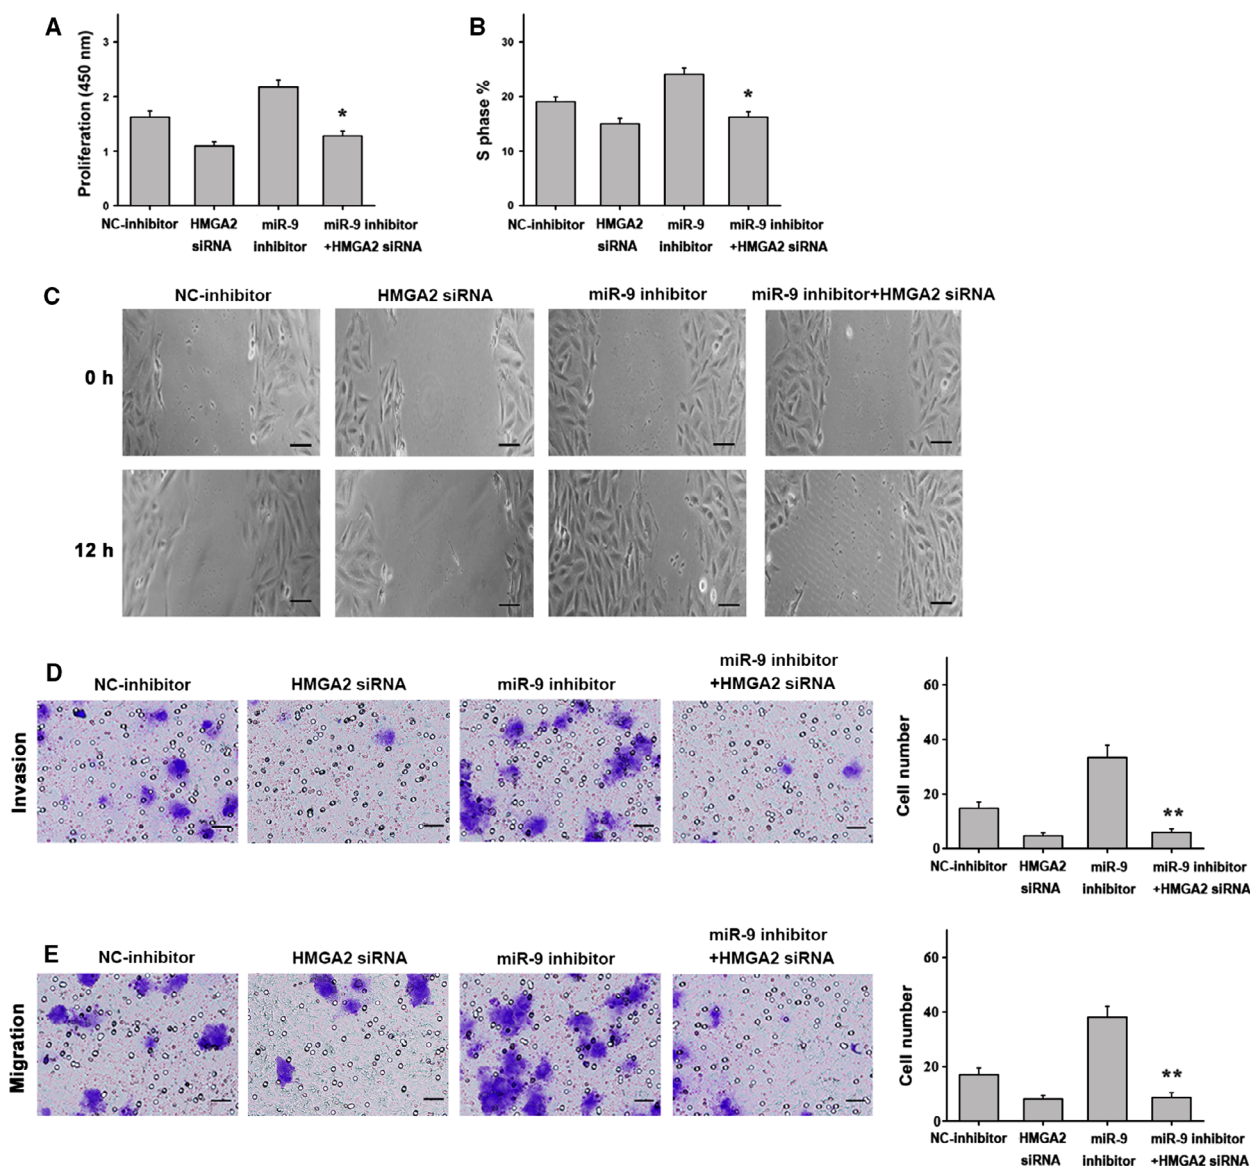 A
Proliferation (450 nm)
3
2
1
0
NC-inhibitor
HMGA2
siRNA
miR-9
inhibitor
miR-9 inhibitor
+HMGA2 siRNA
*
B
S phase %
30
20
10
0
NC-inhibitor
HMGA2
siRNA
miR-9
inhibitor
miR-9 inhibitor
+HMGA2 siRNA
*
C
NC-inhibitor
HMGA2 siRNA
miR-9 inhibitor
miR-9 inhibitor+HMGA2 siRNA
0 h
12 h
D
NC-inhibitor
HMGA2 siRNA
miR-9 inhibitor
miR-9 inhibitor
+HMGA2 siRNA
Invasion
Cell number
60
40
20
0
**
NC-inhibitor
HMGA2
siRNA
miR-9
inhibitor
miR-9 inhibitor
+HMGA2 siRNA
E
NC-inhibitor
HMGA2 siRNA
miR-9 inhibitor
miR-9 inhibitor
+HMGA2 siRNA
Migration
Cell number
60
40
20
0
**
NC-inhibitor
HMGA2
siRNA
miR-9
inhibitor
miR-9 inhibitor
+HMGA2 siRNA